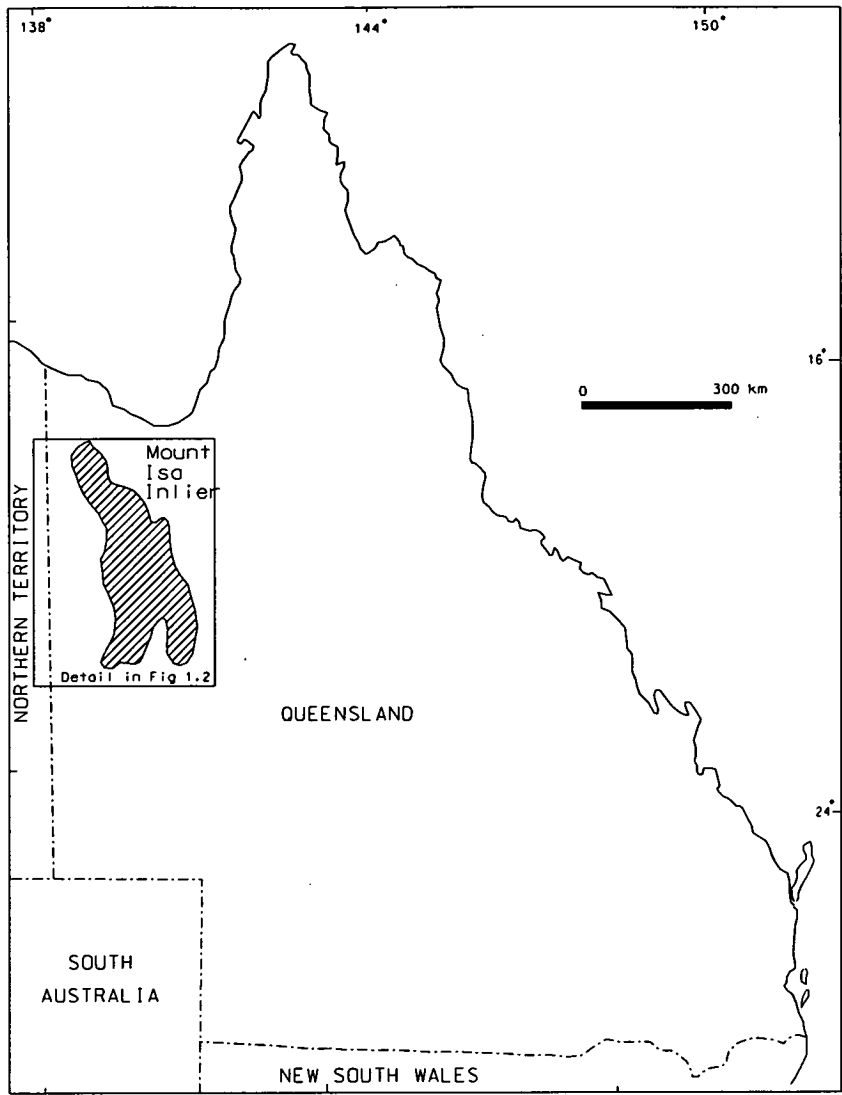 138°
144°
150°
16°
0 300 km
Mount
Isa
Inlier
NORTHERN TERRITORY
Detail in Fig 1.2
QUEENSLAND
24°
SOUTH
AUSTRALIA
NEW SOUTH WALES